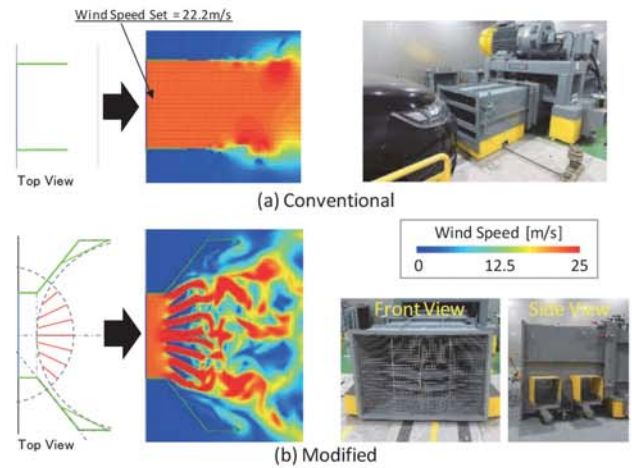 Wind Speed Set = 22.2m/s
Top View
(a) Conventional
Wind Speed [m/s]
0 12.5 25
Front View
Side View
Top View
(b) Modified